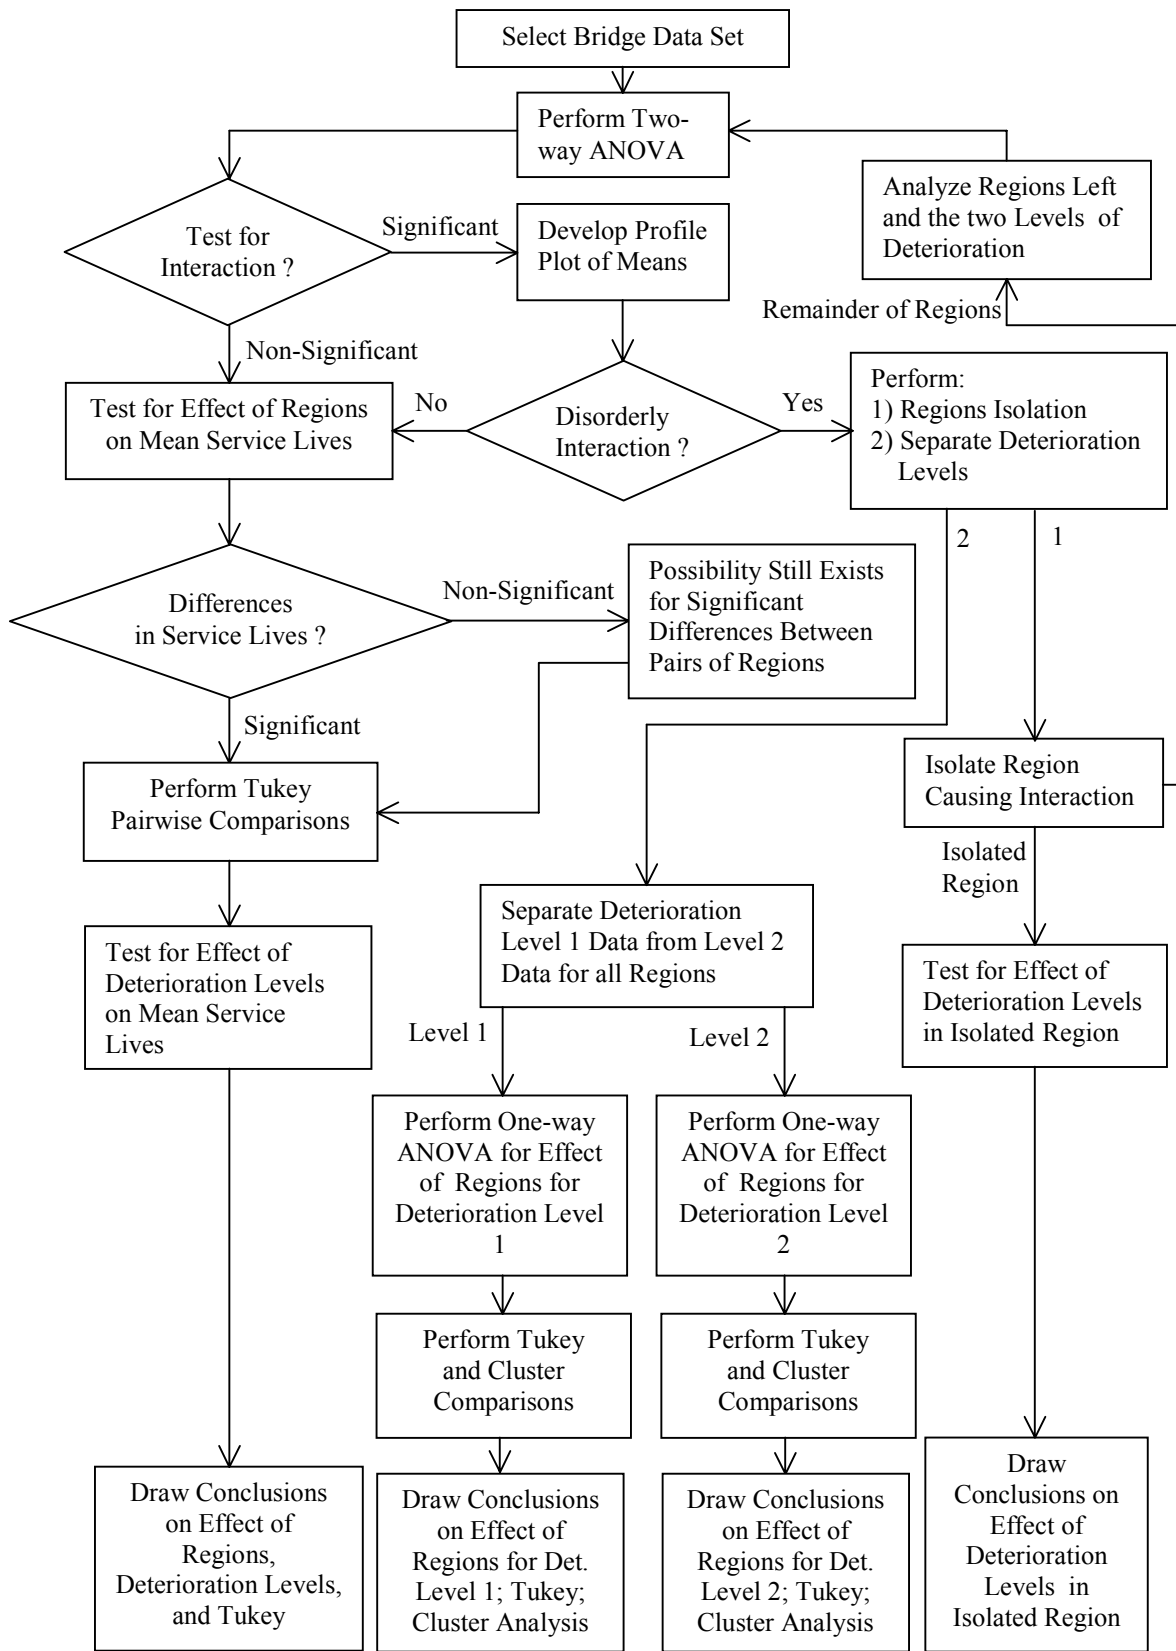 Select Bridge Data Set
Perform Two-
way ANOVA
Analyze Regions Left
and the two Levels of
Deterioration
Test for
Interaction ?
Significant
Develop Profile
Plot of Means
Remainder of Regions
Non-Significant
Test for Effect of Regions
on Mean Service Lives
No
Disorderly
Interaction ?
Yes
Perform:
1) Regions Isolation
2) Separate Deterioration
Levels
2
1
Differences
in Service Lives ?
Non-Significant
Possibility Still Exists
for Significant
Differences Between
Pairs of Regions
Significant
Perform Tukey
Pairwise Comparisons
Isolate Region
Causing Interaction
Isolated
Region
Separate Deterioration
Level 1 Data from Level 2
Data for all Regions
Test for Effect of
Deterioration Levels
on Mean Service
Lives
Test for Effect of
Deterioration Levels
in Isolated Region
Level 1
Level 2
Perform One-way
ANOVA for Effect
of Regions for
Deterioration Level
1
Perform One-way
ANOVA for Effect
of Regions for
Deterioration Level
2
Perform Tukey
and Cluster
Comparisons
Perform Tukey
and Cluster
Comparisons
Draw Conclusions
on Effect of
Regions,
Deterioration Levels,
and Tukey
Draw Conclusions
on Effect of
Regions for Det.
Level 1; Tukey;
Cluster Analysis
Draw Conclusions
on Effect of
Regions for Det.
Level 2; Tukey;
Cluster Analysis
Draw
Conclusions on
Effect of
Deterioration
Levels in
Isolated Region